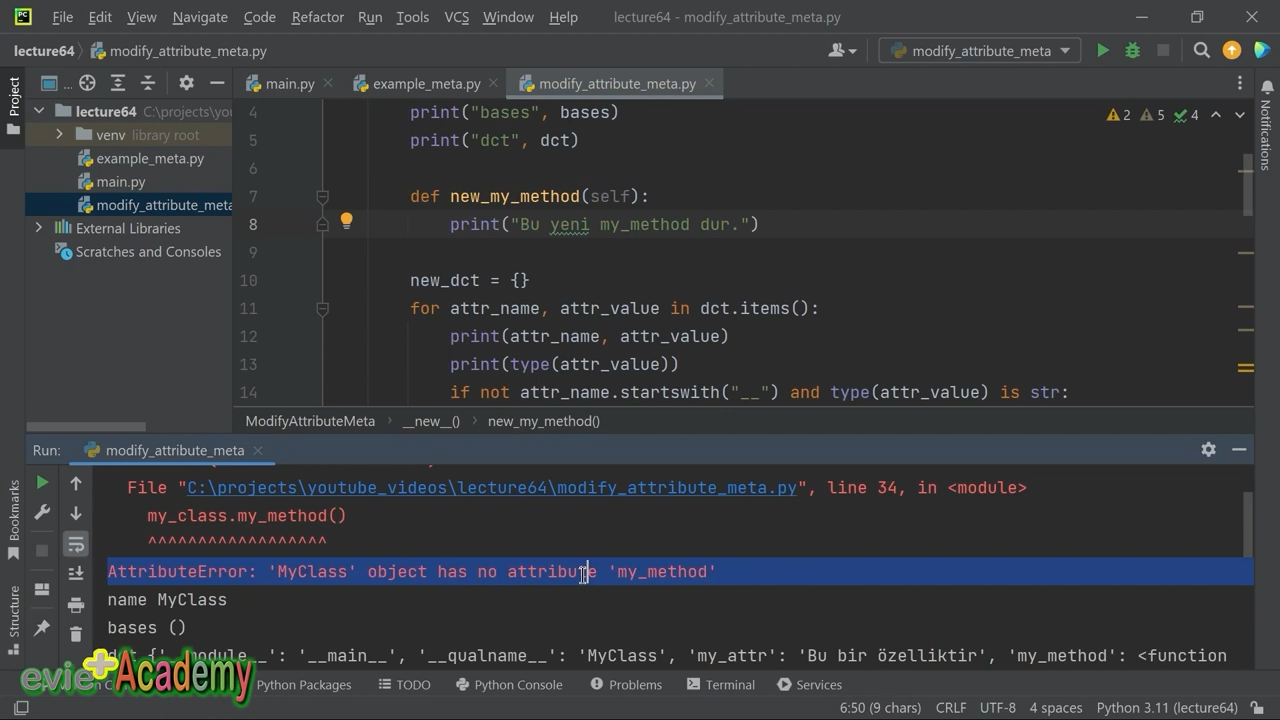 File Edit View Navigate Code Refactor Run Tools VCS Window Help lecture64 - modify_attribute_meta.py
lecture64 modify_attribute_meta.py modify_attribute_meta
Project ... main.py example_meta.py modify_attribute_meta.py
lecture64 C:\projects\you
venv library root
example_meta.py
main.py
modify_attribute_meta
External Libraries
Scratches and Consoles
4 print("bases", bases)
5 print("dct", dct)
6
7 def new_my_method(self):
8 print("Bu yeni my_method dur.")
9
10 new_dct = {}
11 for attr_name, attr_value in dct.items():
12 print(attr_name, attr_value)
13 print(type(attr_value))
14 if not attr_name.startswith("__") and type(attr_value) is str:
2 5 4
Notifications
ModifyAttributeMeta __new__() new_my_method()
Run: modify_attribute_meta
File "C:\projects\youtube_videos\lecture64\modify_attribute_meta.py", line 34, in <module>
my_class.my_method()
^^^^^^^^^^^^^^^^^^
AttributeError: 'MyClass' object has no attribute 'my_method'
name MyClass
bases ()
dct {'__module__': '__main__', '__qualname__': 'MyClass', 'my_attr': 'Bu bir özelliktir', 'my_method': <function
Bookmarks
Structure
evie+Academy
Python Packages TODO Python Console Problems Terminal Services
6:50 (9 chars) CRLF UTF-8 4 spaces Python 3.11 (lecture64)